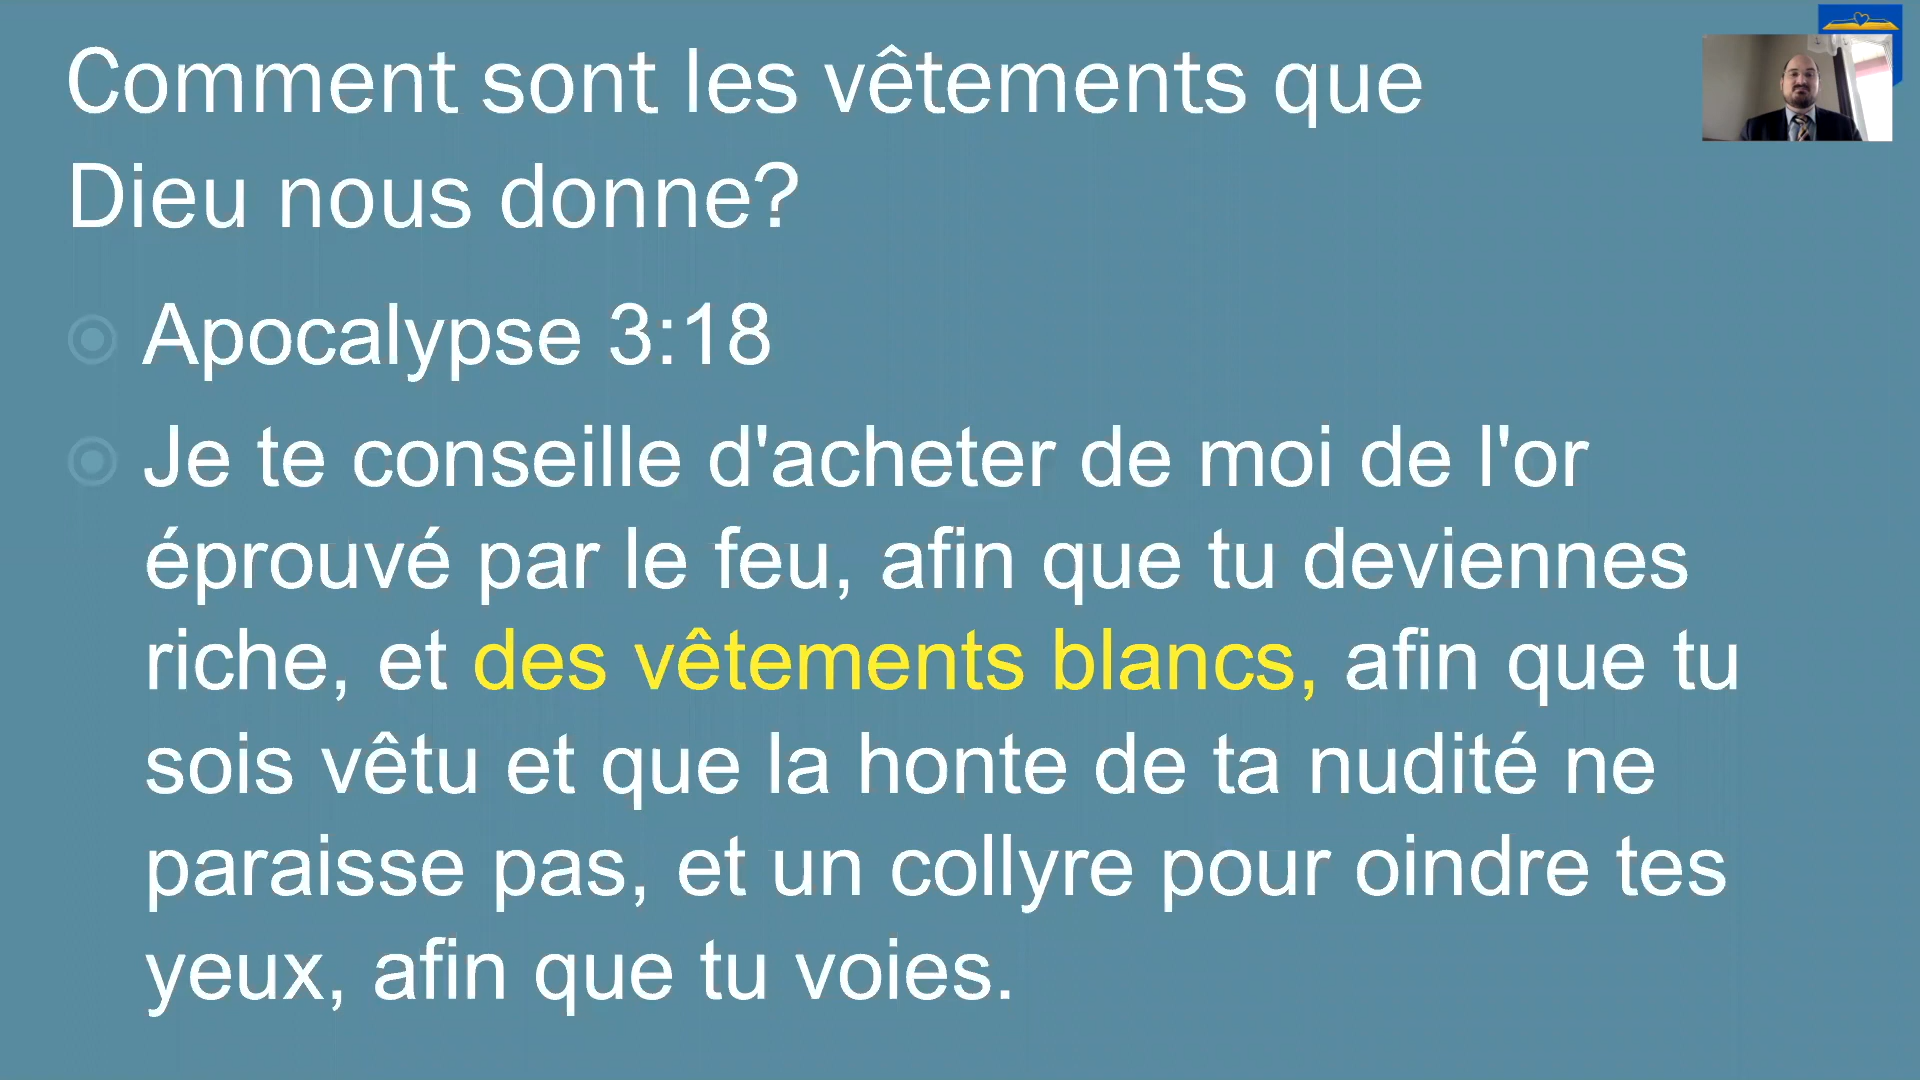 Comment sont les vêtements que
Dieu nous donne?
Apocalypse 3:18
Je te conseille d'acheter de moi de l'or
éprouvé par le feu, afin que tu deviennes
riche, et des vêtements blancs, afin que tu
sois vêtu et que la honte de ta nudité ne
paraisse pas, et un collyre pour oindre tes
yeux, afin que tu voies.